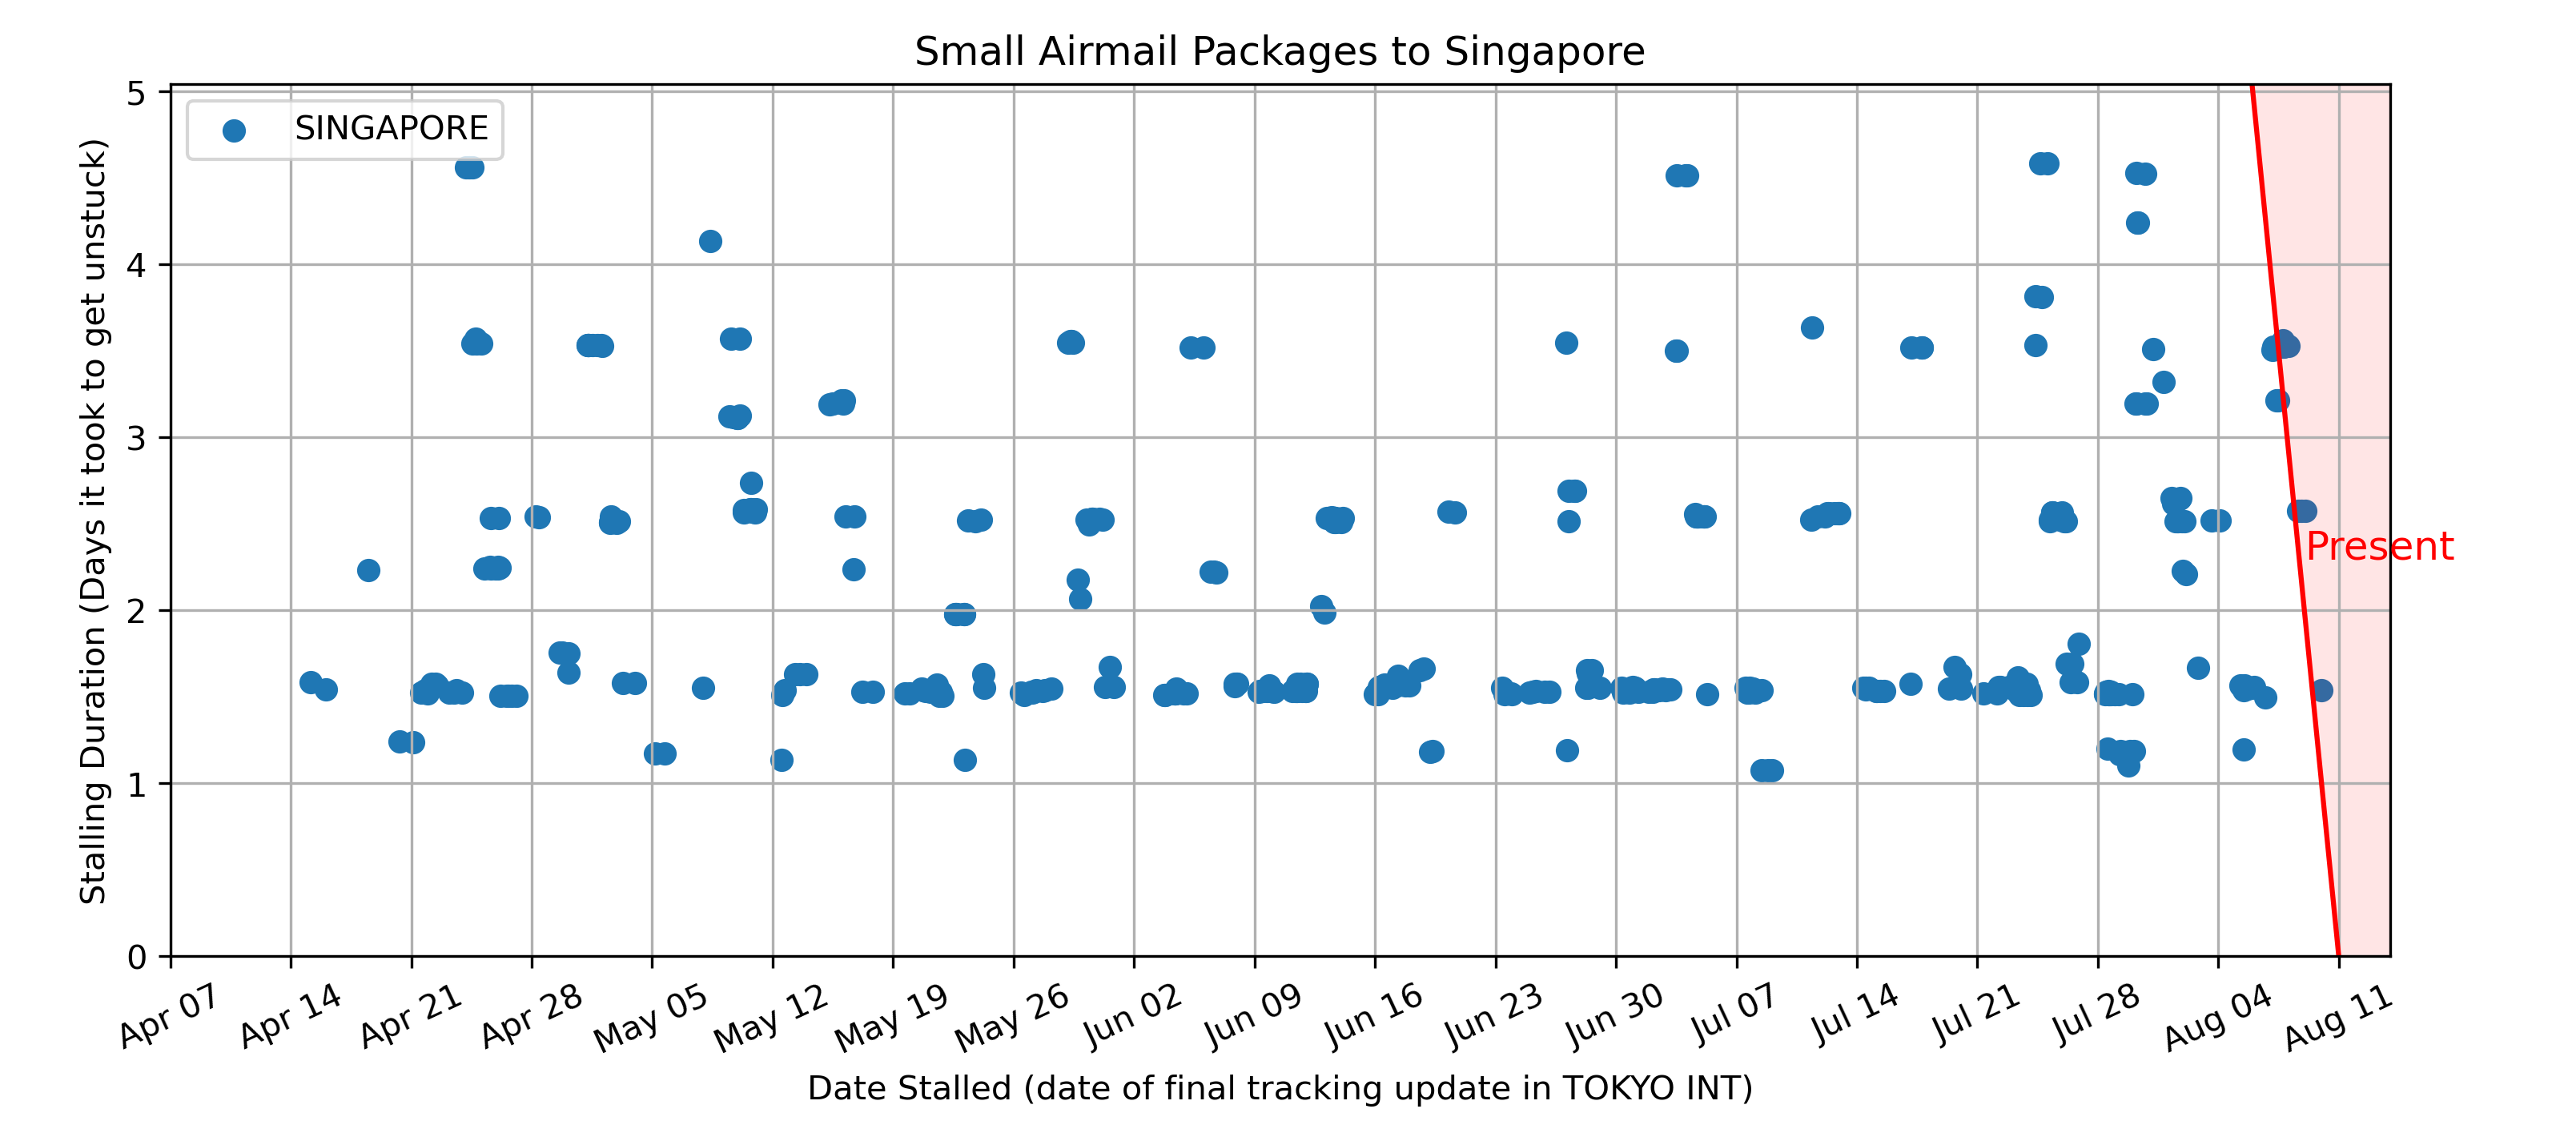 Small Airmail Packages to Singapore
SINGAPORE
Stalling Duration (Days it took to get unstuck)
5
4
3
2
1
0
Present
Apr 07
Apr 14
Apr 21
Apr 28
May 05
May 12
May 19
May 26
Jun 02
Jun 09
Jun 16
Jun 23
Jun 30
Jul 07
Jul 14
Jul 21
Jul 28
Aug 04
Aug 11
Date Stalled (date of final tracking update in TOKYO INT)